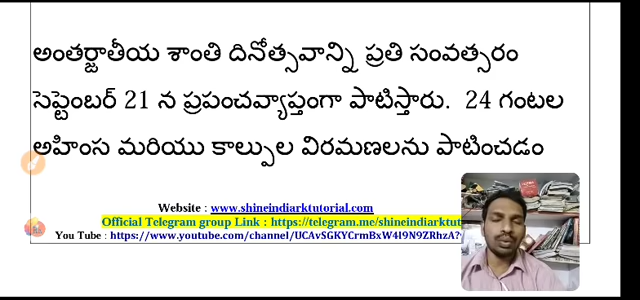 అంతర్జాతీయ శాంతి దినోత్సవాన్ని ప్రతి సంవత్సరం
సెప్టెంబర్ 21 న ప్రపంచవ్యాప్తంగా పాటిస్తారు. 24 గంటల
అహింస మరియు కాల్పుల విరమణలను పాటించడం
Website : www.shineindiarktutorial.com
Official Telegram group Link : https://telegram.me/shineindiarktut
You Tube : https://www.youtube.com/channel/UCAvSGKYCrmBxW4I9N9ZRhzA?